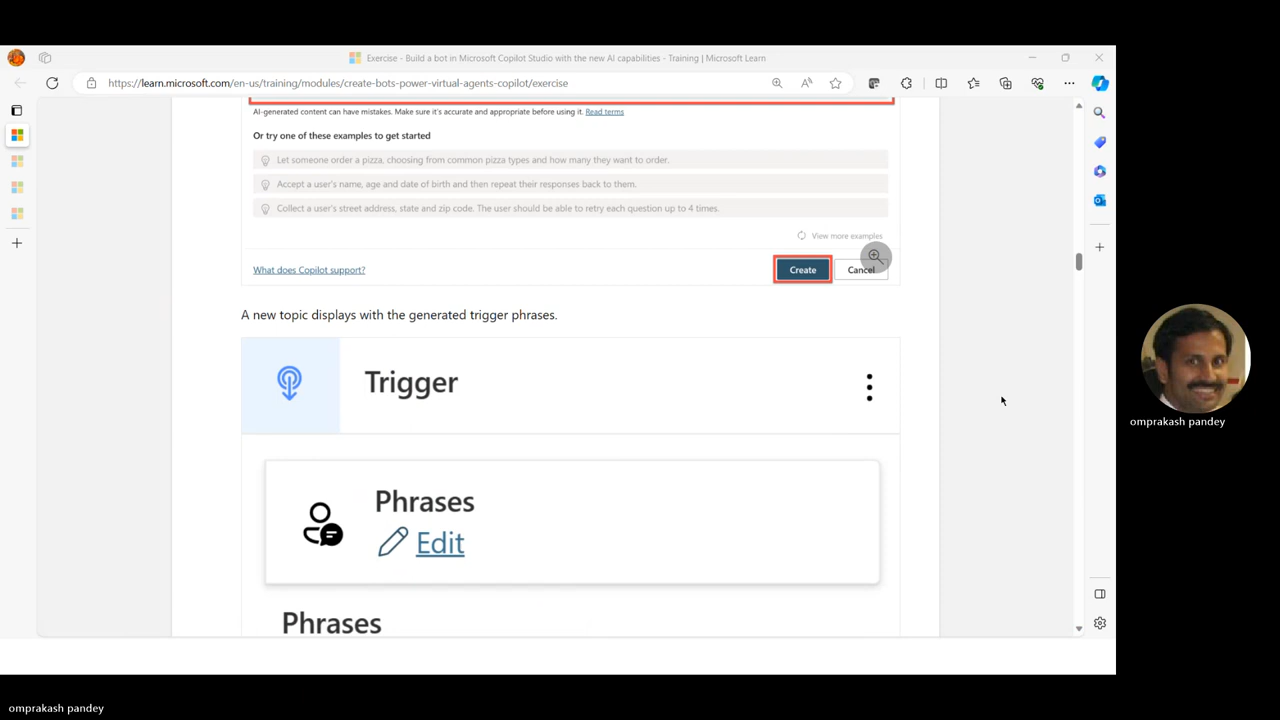 Exercise - Build a bot in Microsoft Copilot Studio with the new AI capabilities - Training | Microsoft Learn
https://learn.microsoft.com/en-us/training/modules/create-bots-power-virtual-agents-copilot/exercise
AI-generated content can have mistakes. Make sure it's accurate and appropriate before using it. Read terms
Or try one of these examples to get started
Let someone order a pizza, choosing from common pizza types and how many they want to order.
Accept a user's name, age and date of birth and then repeat their responses back to them.
Collect a user's street address, state and zip code. The user should be able to retry each question up to 4 times.
View more examples
What does Copilot support?
Create
Cancel
A new topic displays with the generated trigger phrases.
Trigger
Phrases
Edit
Phrases
omprakash pandey
omprakash pandey